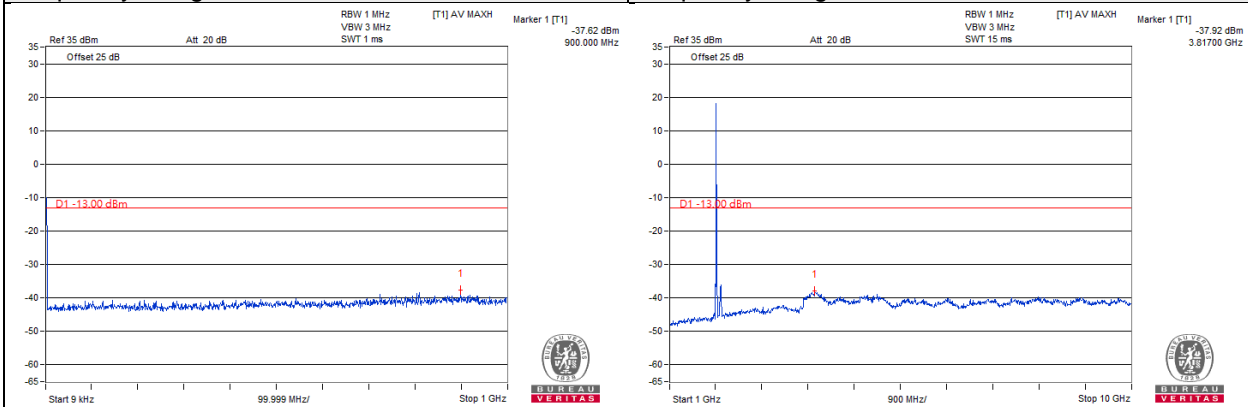 RBW 1 MHz [T1] AV MAXH Marker 1 [T1]
VBW 3 MHz -37.62 dBm
Ref 35 dBm Att 20 dB SWT 1 ms 900.000 MHz
35
Offset 25 dB
30
20
10
0
-10
D1 -13.00 dBm
-20
-30
1
-40
-50
-60
-65
Start 9 kHz 99.999 MHz/ Stop 1 GHz
BUREAU VERITAS
1828
BUREAU
VERITAS
RBW 1 MHz [T1] AV MAXH Marker 1 [T1]
VBW 3 MHz -37.92 dBm
Ref 35 dBm Att 20 dB SWT 15 ms 3.81700 GHz
35
Offset 25 dB
30
20
10
0
-10
D1 -13.00 dBm
-20
-30
1
-40
-50
-60
-65
Start 1 GHz 900 MHz/ Stop 10 GHz
BUREAU VERITAS
1828
BUREAU
VERITAS